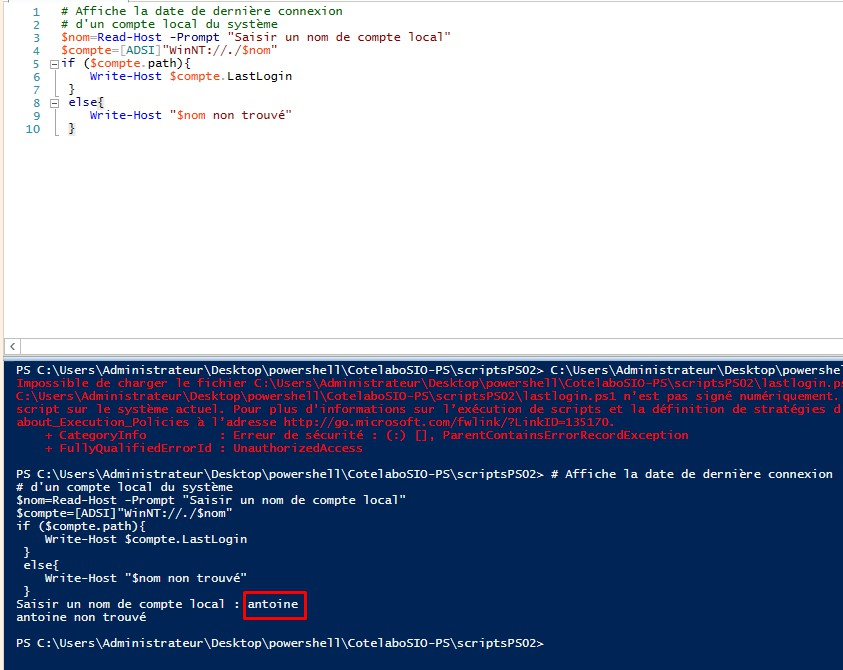 1 # Affiche la date de dernière connexion
2 # d'un compte local du système
3 $nom=Read-Host -Prompt "Saisir un nom de compte local"
4 $compte=[ADSI]"WinNT://./$nom"
5 if ($compte.path){
6 Write-Host $compte.LastLogin
7 }
8 else{
9 Write-Host "$nom non trouvé"
10 }
PS C:\Users\Administrateur\Desktop\powershell\CotelaboSIO-PS\scriptsPS02> C:\Users\Administrateur\Desktop\powershel
Impossible de charger le fichier C:\Users\Administrateur\Desktop\powershell\CotelaboSIO-PS\scriptsPS02\lastlogin.ps
C:\Users\Administrateur\Desktop\powershell\CotelaboSIO-PS\scriptsPS02\lastlogin.ps1 n'est pas signé numériquement.
script sur le système actuel. Pour plus d'informations sur l'exécution de scripts et la définition de stratégies d
about_Execution_Policies à l'adresse http://go.microsoft.com/fwlink/?LinkID=135170.
+ CategoryInfo : Erreur de sécurité : (:) [], ParentContainsErrorRecordException
+ FullyQualifiedErrorId : UnauthorizedAccess
PS C:\Users\Administrateur\Desktop\powershell\CotelaboSIO-PS\scriptsPS02> # Affiche la date de dernière connexion
# d'un compte local du système
$nom=Read-Host -Prompt "Saisir un nom de compte local"
$compte=[ADSI]"WinNT://./$nom"
if ($compte.path){
Write-Host $compte.LastLogin
}
else{
Write-Host "$nom non trouvé"
}
Saisir un nom de compte local : antoine
antoine non trouvé
PS C:\Users\Administrateur\Desktop\powershell\CotelaboSIO-PS\scriptsPS02>